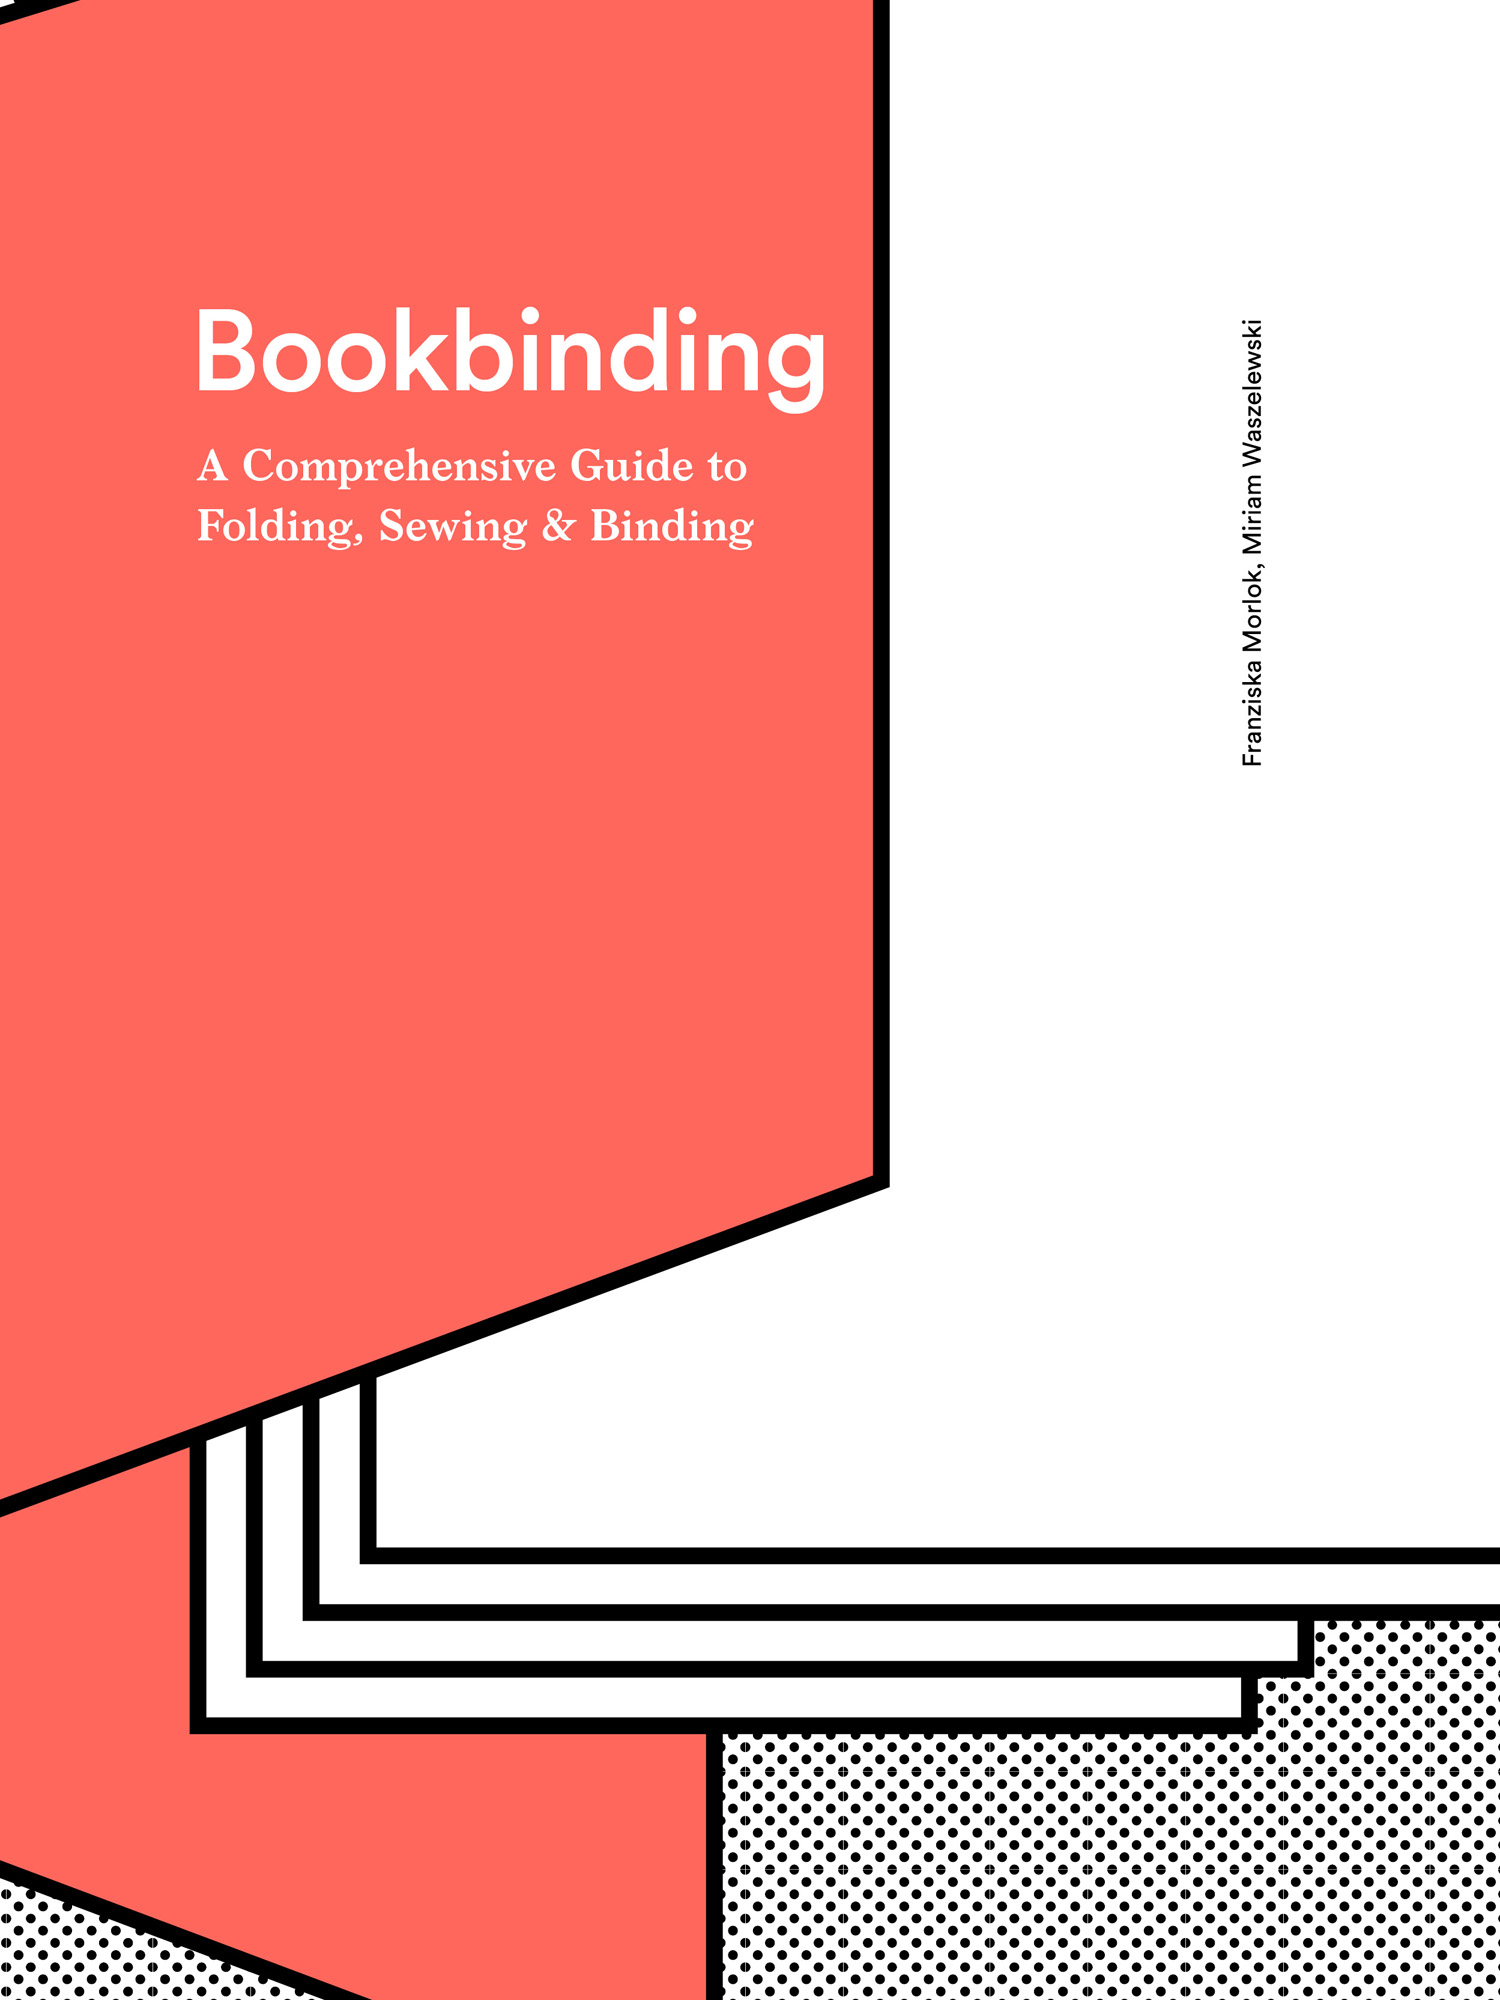 Bookbinding
A Comprehensive Guide to
Folding, Sewing & Binding
Franziska Morlok, Miriam Waszelewski